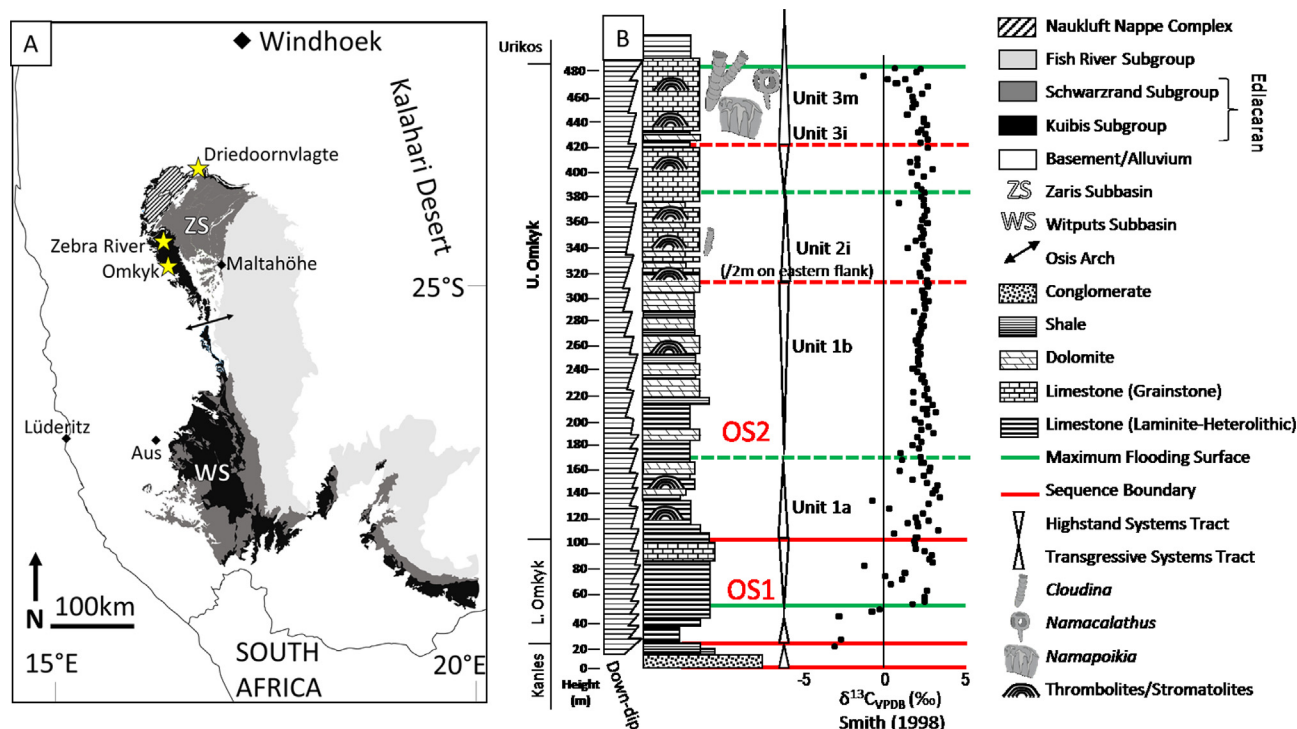 A
Windhoek
Kalahari Desert
Driedoornvlagte
ZS
Zebra River
Omkyk
Maltahöhe
25°S
Lüderitz
Aus
WS
N
100km
15°E
SOUTH
AFRICA
20°E
B
Urikos
U. Omkyk
L. Omkyk
Kanies
480
460
440
420
400
380
360
340
320
300
280
260
240
220
200
180
160
140
120
100
80
60
40
20
0
Height
(m)
Down-dip
Unit 3m
Unit 3i
Unit 2i
(/2m on eastern flank)
Unit 1b
OS2
Unit 1a
OS1
-5
0
5
δ¹³C_VPDB (‰)
Smith (1998)
Naukluft Nappe Complex
Fish River Subgroup
Schwarzrand Subgroup
Kuibis Subgroup
Ediacaran
Basement/Alluvium
ZS Zaris Subbasin
WS Witputs Subbasin
Osis Arch
Conglomerate
Shale
Dolomite
Limestone (Grainstone)
Limestone (Laminite-Heterolithic)
Maximum Flooding Surface
Sequence Boundary
Highstand Systems Tract
Transgressive Systems Tract
Cloudina
Namacalathus
Namapoikia
Thrombolites/Stromatolites